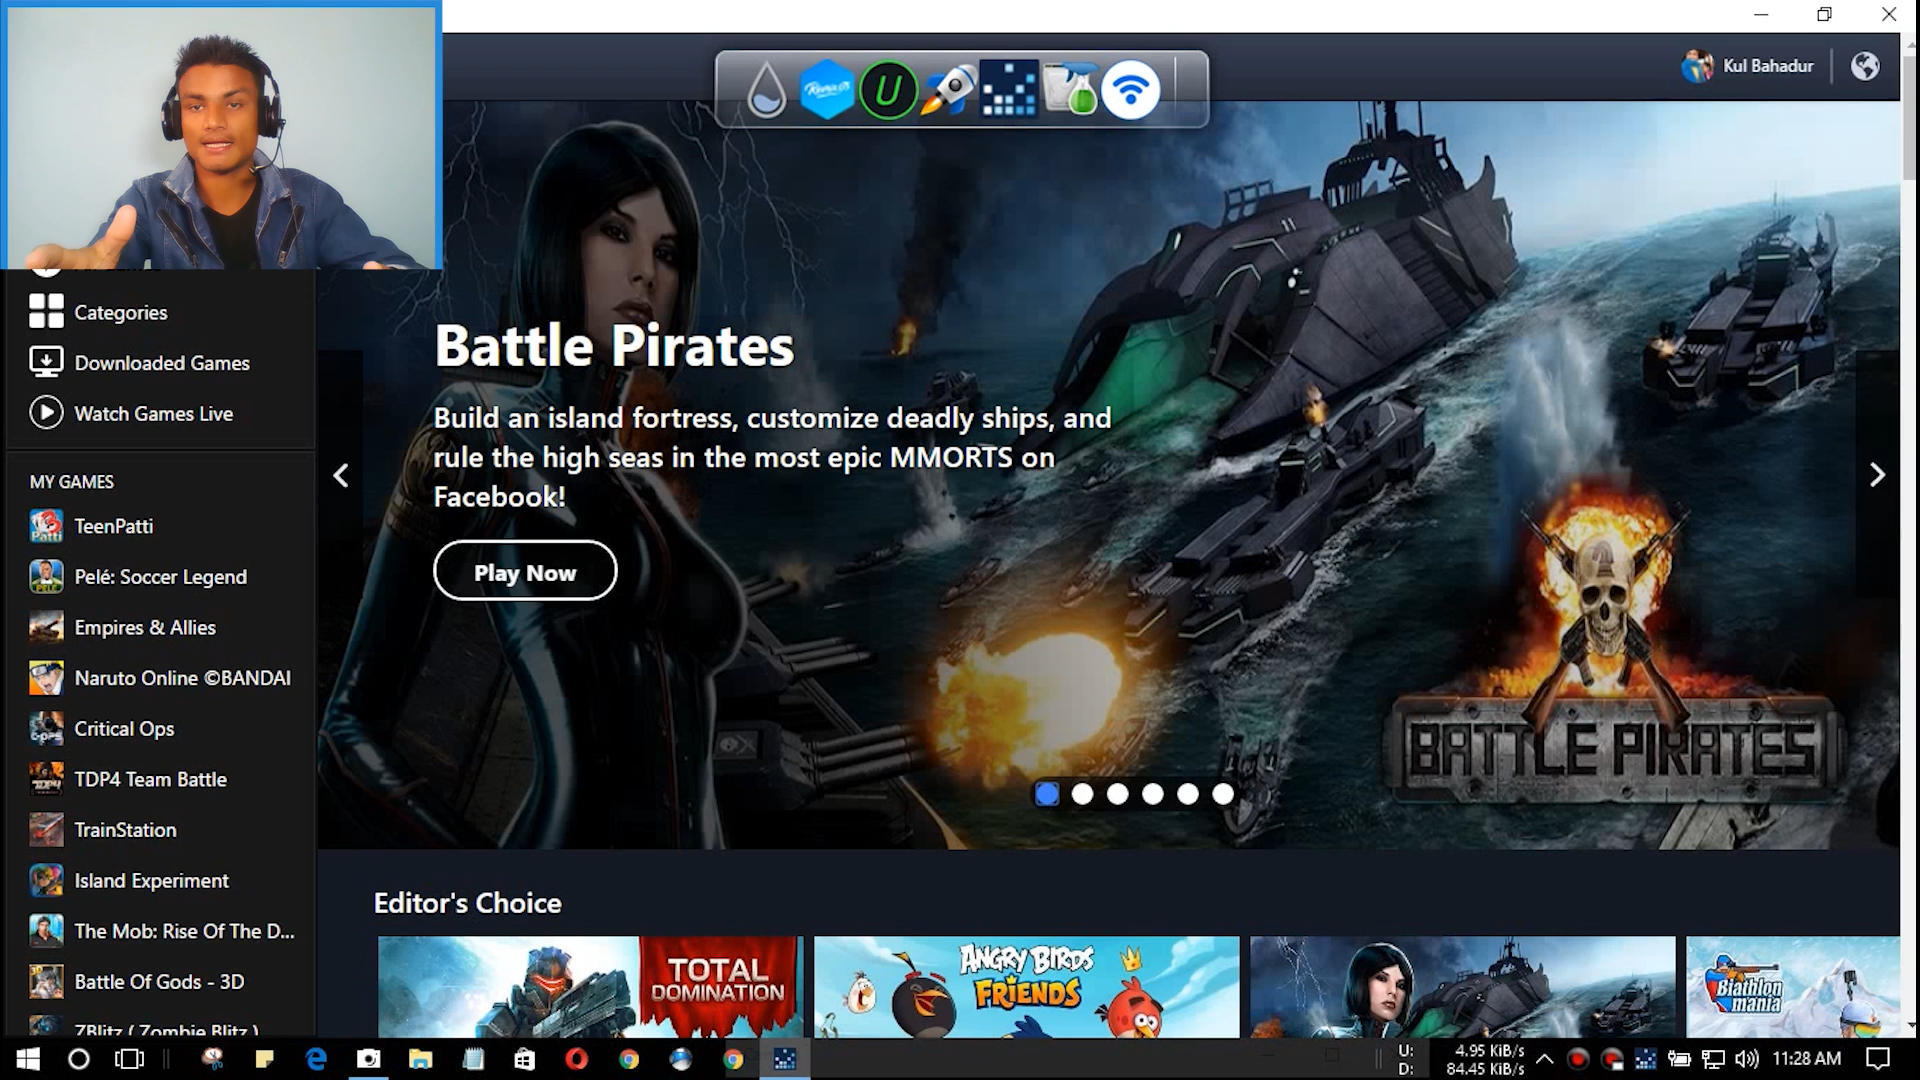 Kul Bahadur
RemixOS
U
Categories
Downloaded Games
Watch Games Live
MY GAMES
TeenPatti
Pelé: Soccer Legend
Empires & Allies
Naruto Online ©BANDAI
Critical Ops
TDP4 Team Battle
TrainStation
Island Experiment
The Mob: Rise Of The D...
Battle Of Gods - 3D
ZBlitz ( Zombie Blitz )
Battle Pirates
Build an island fortress, customize deadly ships, and
rule the high seas in the most epic MMORTS on
Facebook!
Play Now
BATTLE PIRATES
Editor's Choice
TOTAL
DOMINATION
ANGRY BIRDS
FRIENDS
Biathlon
mania
U: 4.95 KiB/s
D: 84.45 KiB/s
11:28 AM